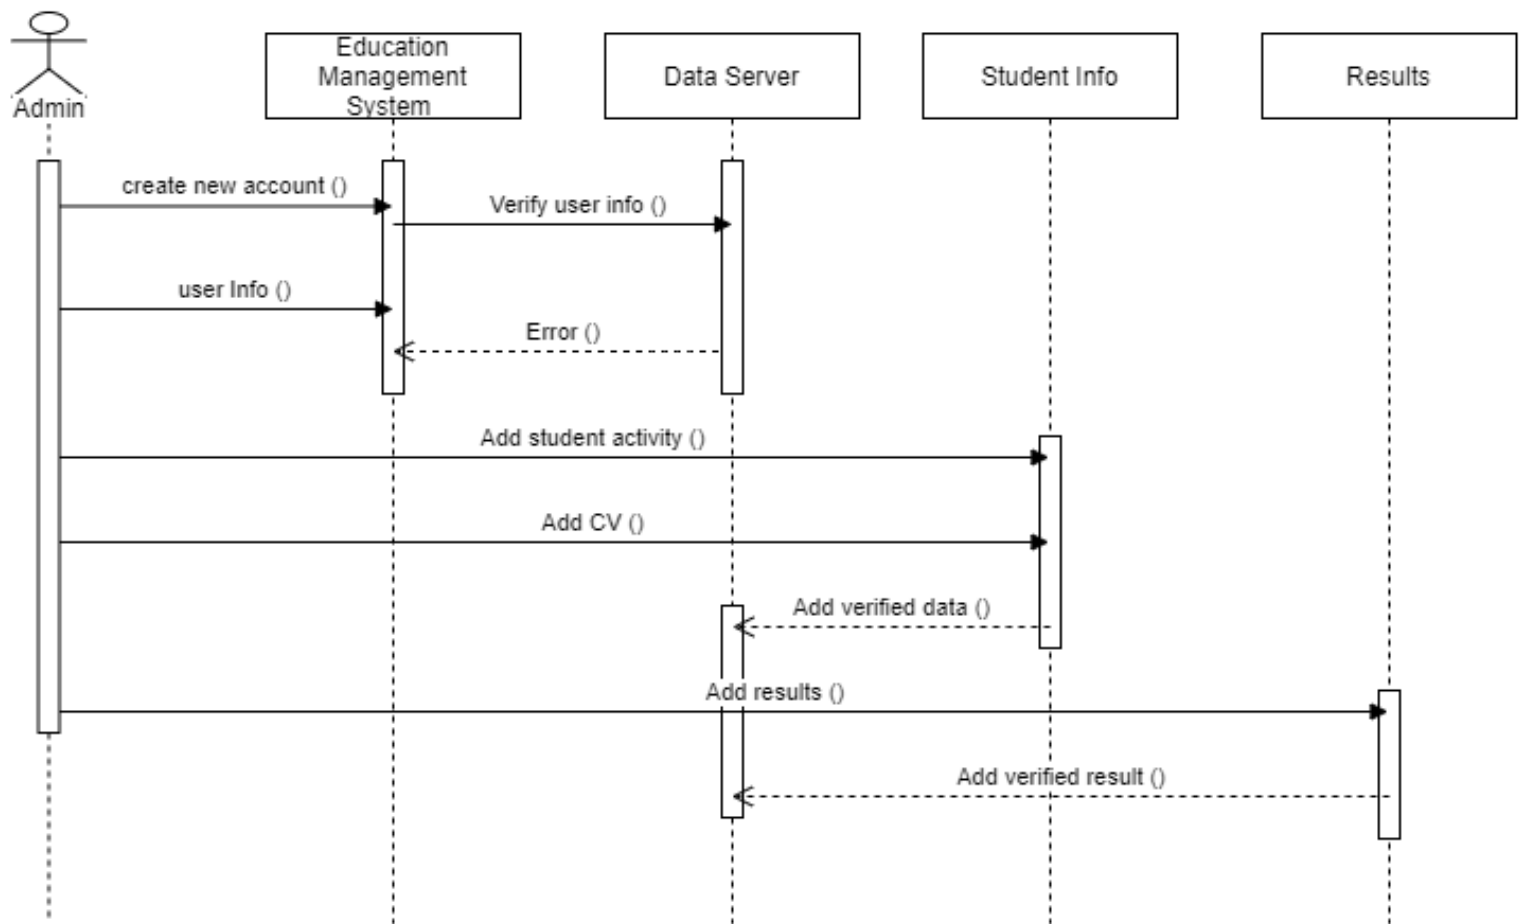 Admin
Education
Management
System
Data Server
Student Info
Results
create new account ()
Verify user info ()
user Info ()
Error ()
Add student activity ()
Add CV ()
Add verified data ()
Add results ()
Add verified result ()